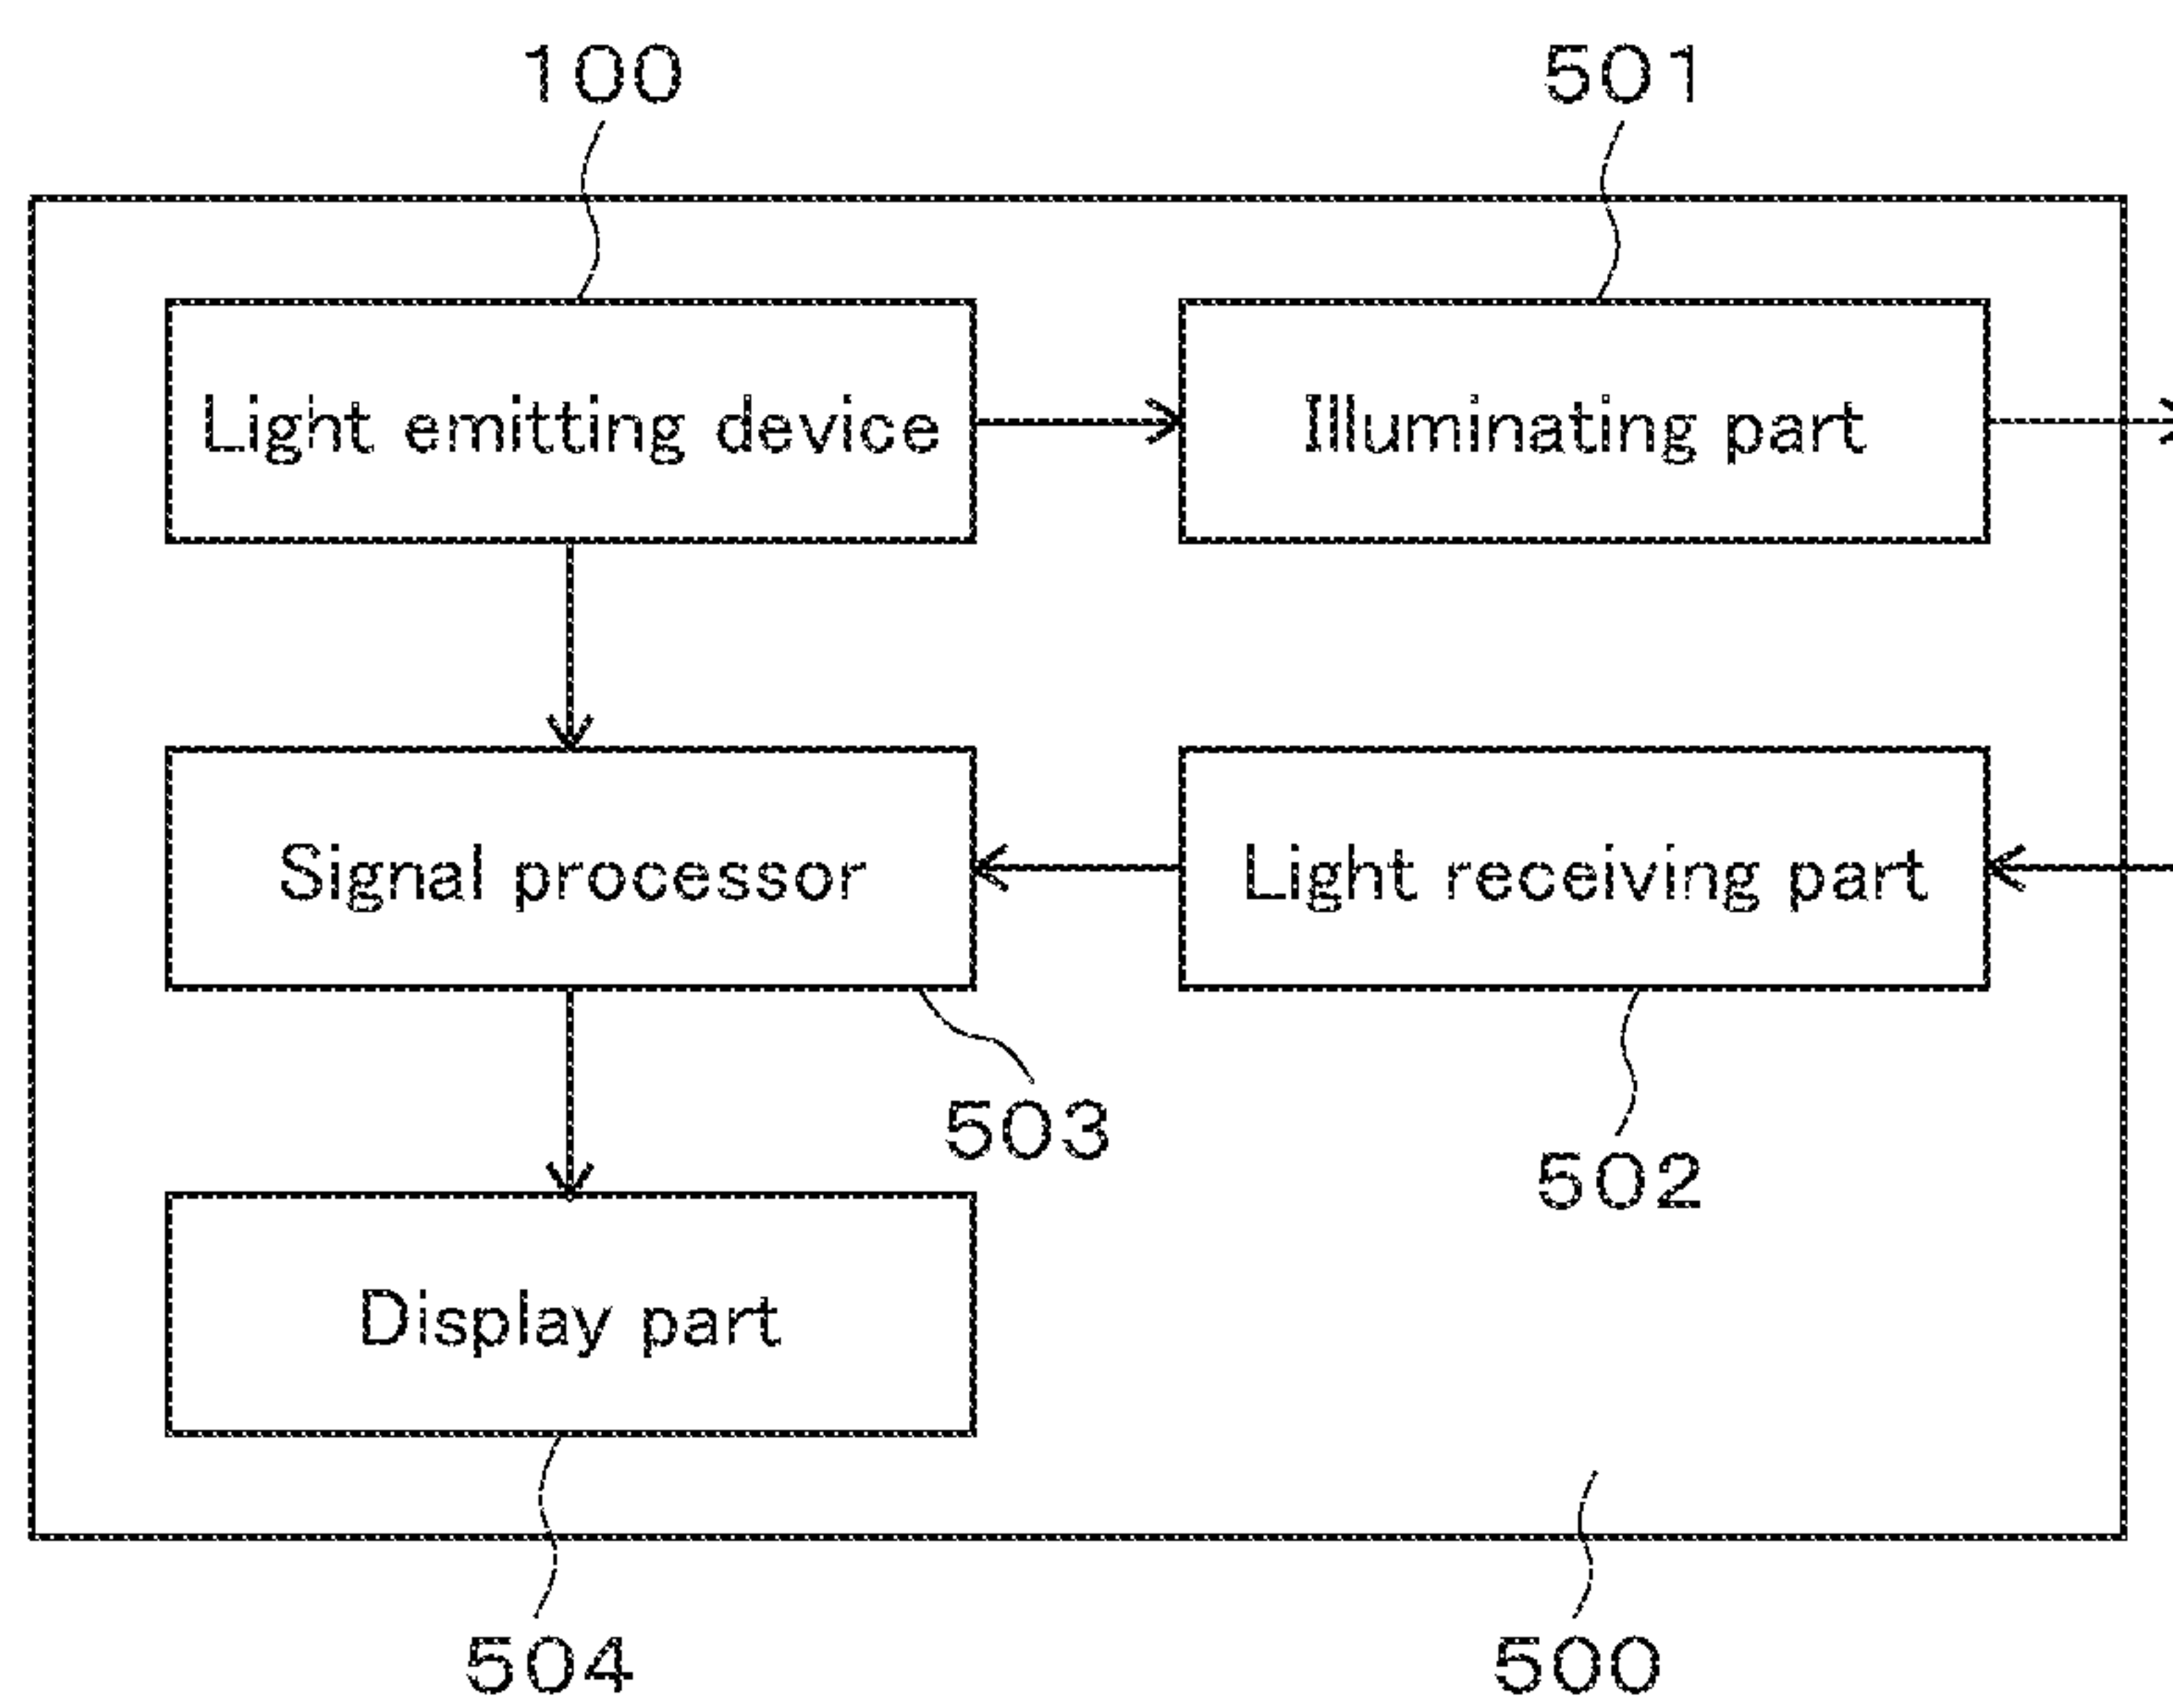 100
501
Light emitting device
Illuminating part
Signal processor
Light receiving part
503
502
Display part
504
500